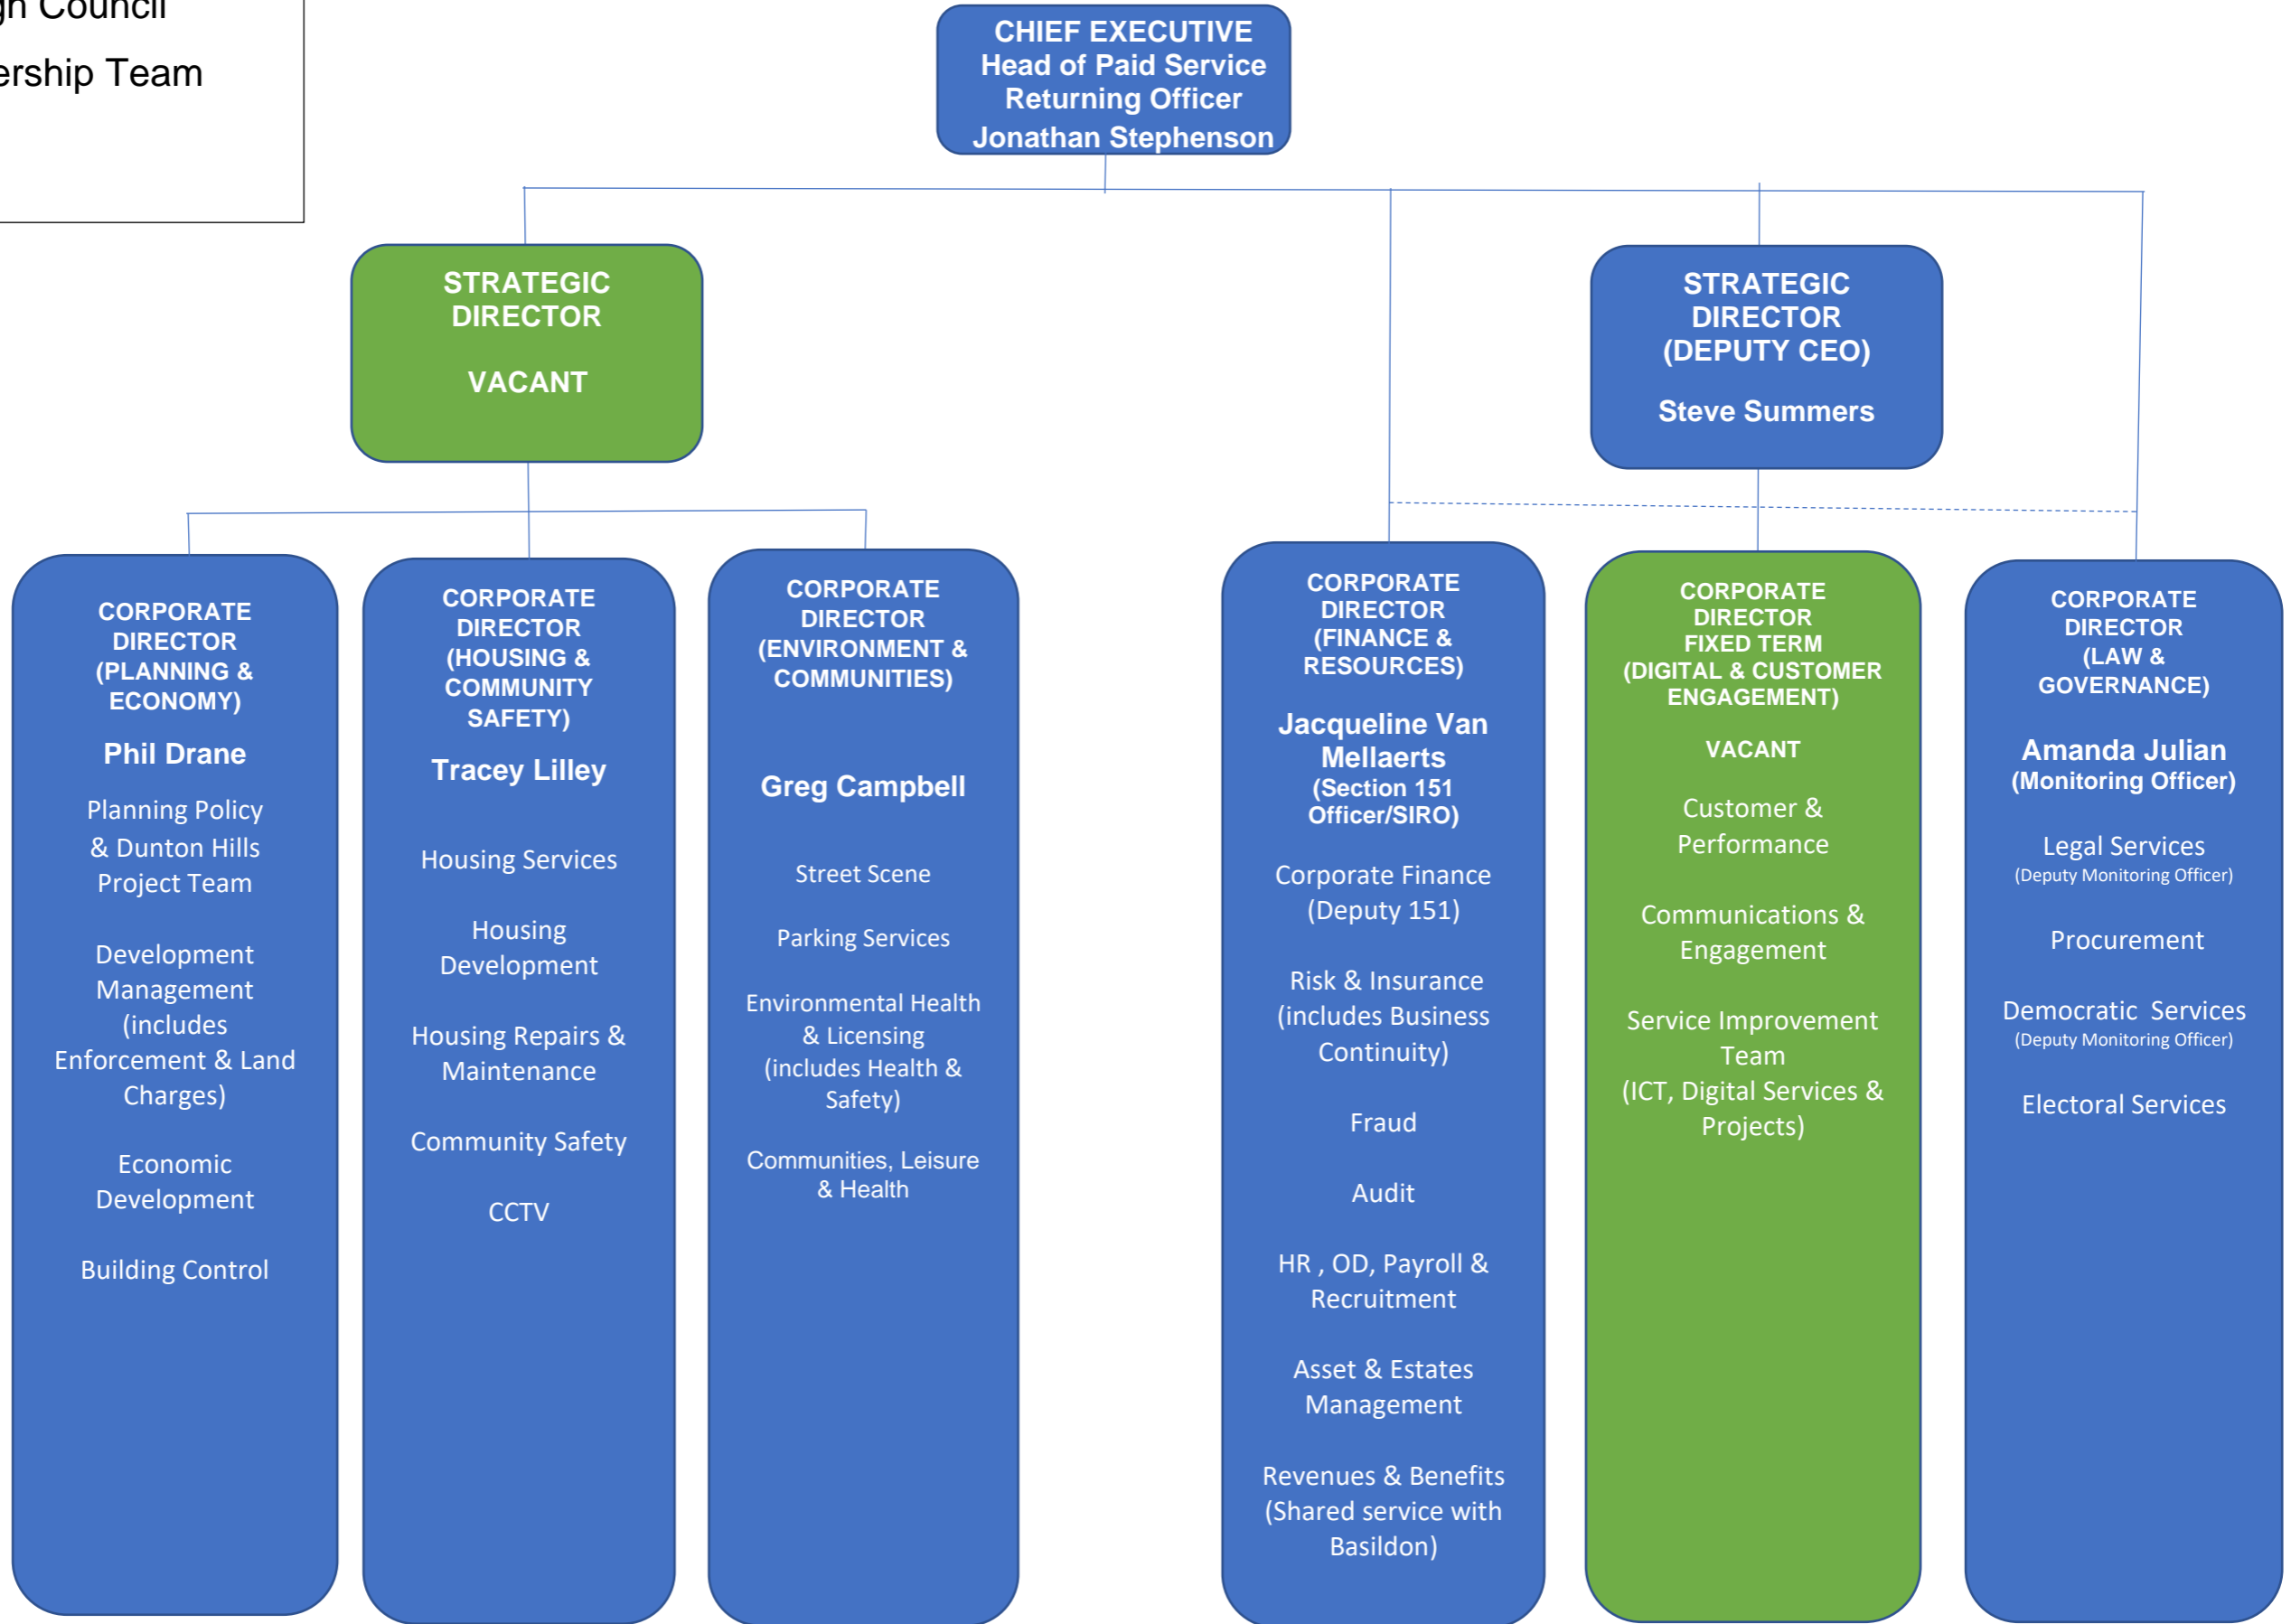 Council
Team
CHIEF EXECUTIVE
Head of Paid Service
Returning Officer
Jonathan Stephenson
STRATEGIC
DIRECTOR
VACANT
STRATEGIC
DIRECTOR
(DEPUTY CEO)
Steve Summers
CORPORATE
DIRECTOR
(PLANNING &
ECONOMY)
Phil Drane
Planning Policy
& Dunton Hills
Project Team
Development
Management
(includes
Enforcement & Land
Charges)
Economic
Development
Building Control
CORPORATE
DIRECTOR
(HOUSING &
COMMUNITY
SAFETY)
Tracey Lilley
Housing Services
Housing
Development
Housing Repairs &
Maintenance
Community Safety
CCTV
CORPORATE
DIRECTOR
(ENVIRONMENT &
COMMUNITIES)
Greg Campbell
Street Scene
Parking Services
Environmental Health
& Licensing
(includes Health &
Safety)
Communities, Leisure
& Health
CORPORATE
DIRECTOR
(FINANCE &
RESOURCES)
Jacqueline Van
Mellaerts
(Section 151
Officer/SIRO)
Corporate Finance
(Deputy 151)
Risk & Insurance
(includes Business
Continuity)
Fraud
Audit
HR , OD, Payroll &
Recruitment
Asset & Estates
Management
Revenues & Benefits
(Shared service with
Basildon)
CORPORATE
DIRECTOR
FIXED TERM
(DIGITAL & CUSTOMER
ENGAGEMENT)
VACANT
Customer &
Performance
Communications &
Engagement
Service Improvement
Team
(ICT, Digital Services &
Projects)
CORPORATE
DIRECTOR
(LAW &
GOVERNANCE)
Amanda Julian
(Monitoring Officer)
Legal Services
(Deputy Monitoring Officer)
Procurement
Democratic  Services
(Deputy Monitoring Officer)
Electoral Services